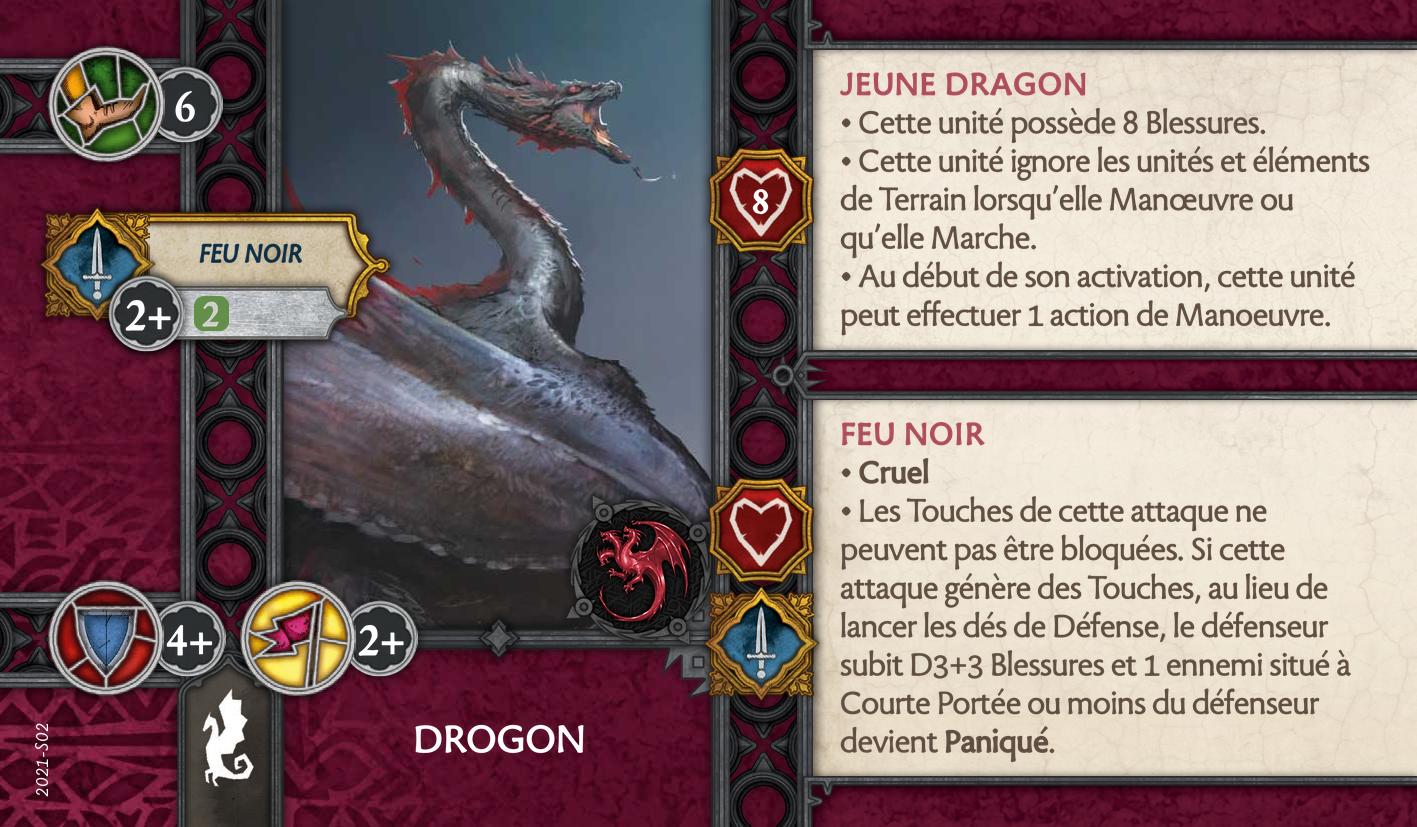 6
FEU NOIR
2+ 2
4+ 2+
2021-S02
DROGON
8
JEUNE DRAGON
• Cette unité possède 8 Blessures.
• Cette unité ignore les unités et éléments
de Terrain lorsqu'elle Manœuvre ou
qu'elle Marche.
• Au début de son activation, cette unité
peut effectuer 1 action de Manoeuvre.
FEU NOIR
• Cruel
• Les Touches de cette attaque ne
peuvent pas être bloquées. Si cette
attaque génère des Touches, au lieu de
lancer les dés de Défense, le défenseur
subit D3+3 Blessures et 1 ennemi situé à
Courte Portée ou moins du défenseur
devient Paniqué.